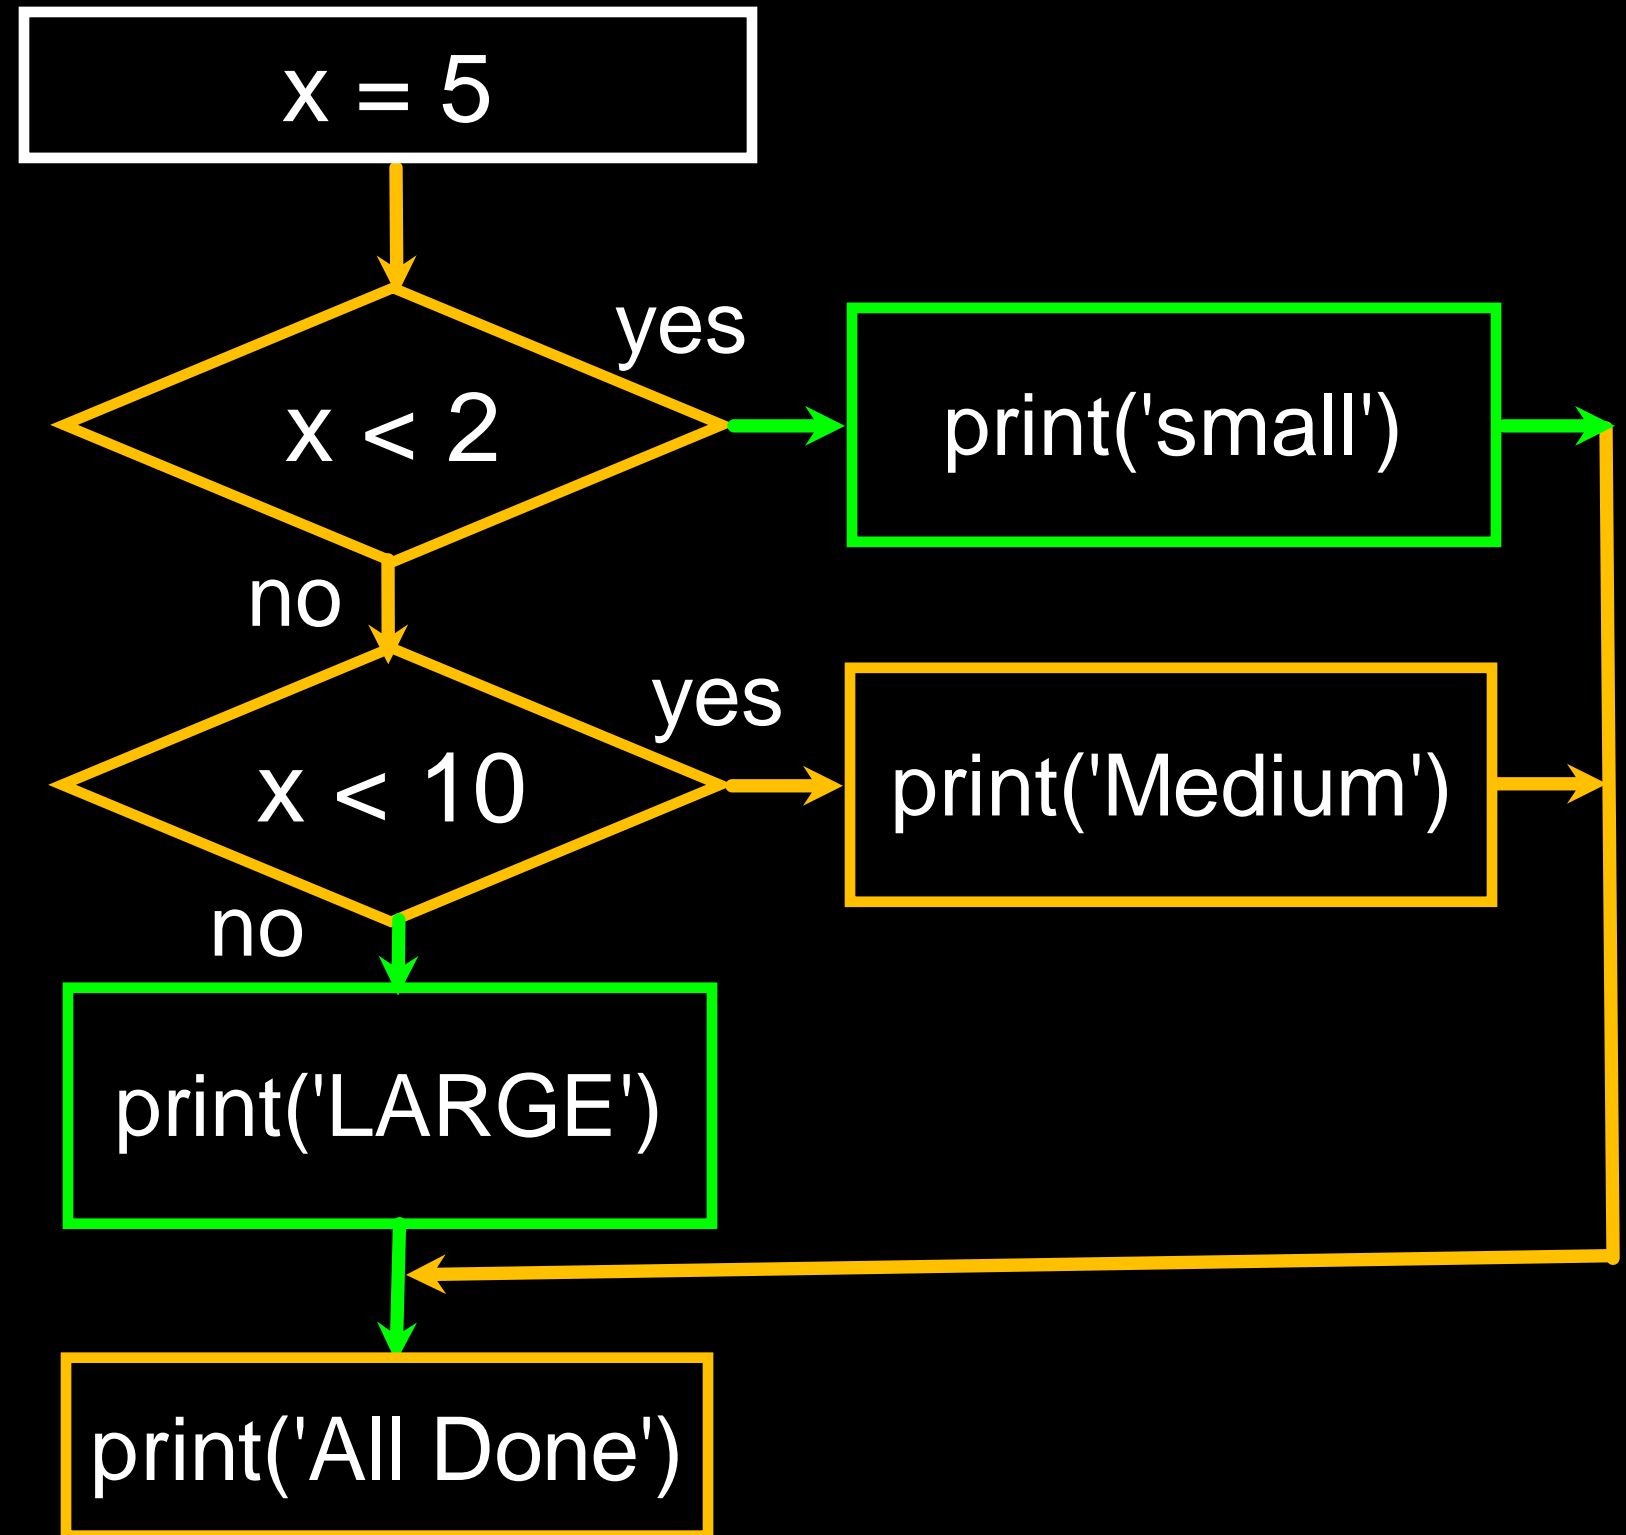 x = 5
yes
x < 2
print('small')
no
yes
x < 10
print('Medium')
no
print('LARGE')
print('All Done')